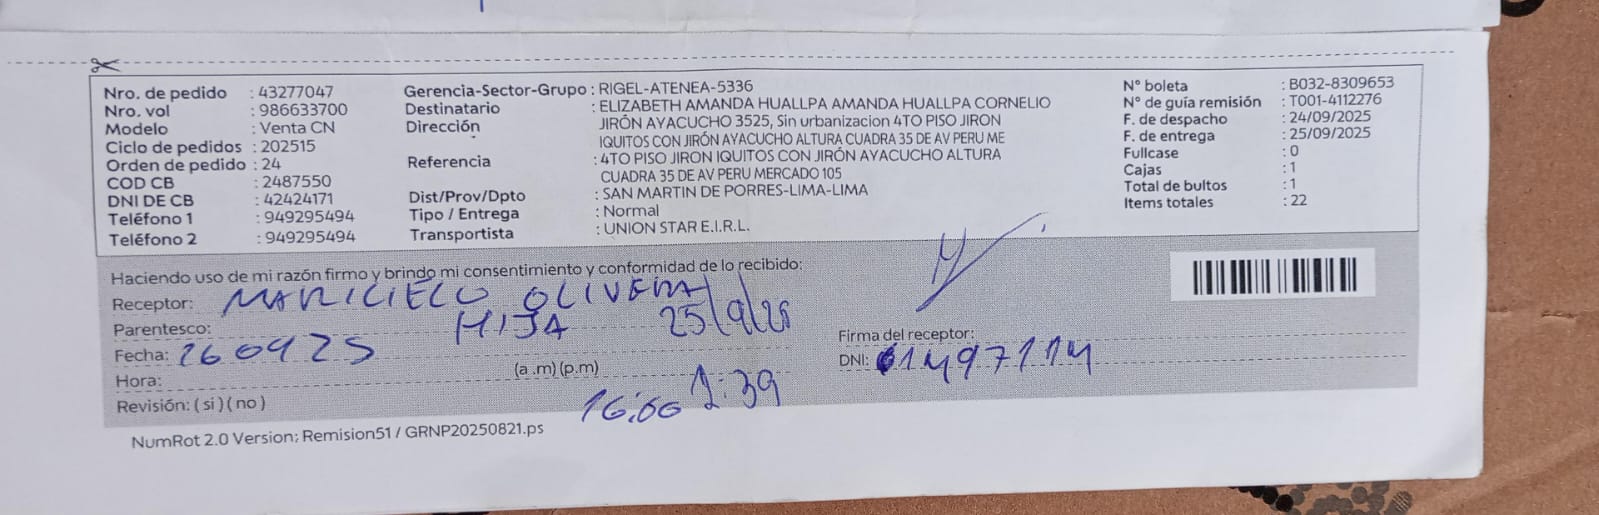 Nro. de pedido : 43277047
Nro. vol : 986633700
Modelo : Venta CN
Ciclo de pedidos : 202515
Orden de pedido : 24
COD CB : 2487550
DNI DE CB : 42424171
Teléfono 1 : 949295494
Teléfono 2 : 949295494
Gerencia-Sector-Grupo : RIGEL-ATENEA-5336
Destinatario : ELIZABETH AMANDA HUALLPA AMANDA HUALLPA CORNELIO
Dirección JIRÓN AYACUCHO 3525, Sin urbanizacion 4TO PISO JIRON
IQUITOS CON JIRÓN AYACUCHO ALTURA CUADRA 35 DE AV PERU ME
Referencia : 4TO PISO JIRON IQUITOS CON JIRÓN AYACUCHO ALTURA
CUADRA 35 DE AV PERU MERCADO 105
Dist/Prov/Dpto : SAN MARTIN DE PORRES-LIMA-LIMA
Tipo / Entrega : Normal
Transportista : UNION STAR E.I.R.L.
N° boleta : B032-8309653
N° de guía remisión : T001-4112276
F. de despacho : 24/09/2025
F. de entrega : 25/09/2025
Fullcase : 0
Cajas : 1
Total de bultos : 1
Items totales : 22
Haciendo uso de mi razón firmo y brindo mi consentimiento y conformidad de lo recibido:
Receptor: MARICIELO OLIVERA
Parentesco: HIJA 25/9/25
Fecha: 260925
Hora: (a .m) (p.m)
Revisión: ( si ) ( no ) 16:00 2:39
Firma del receptor:
DNI: 61497114
NumRot 2.0 Version; Remision51 / GRNP20250821.ps